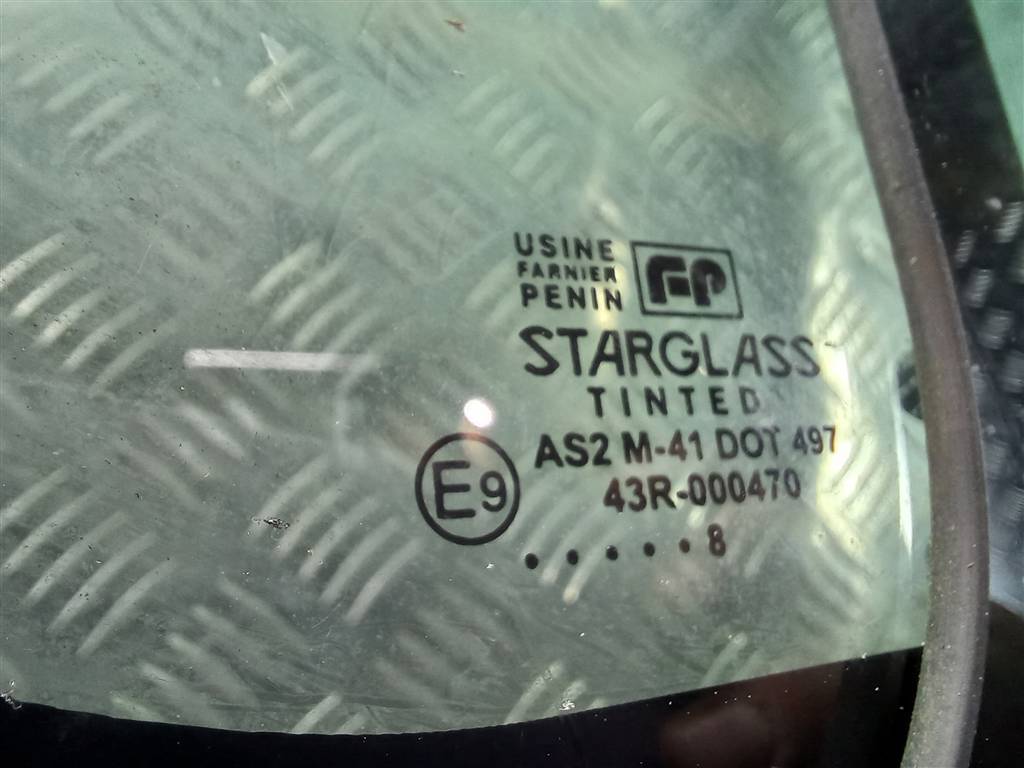 USINE
FARNIER
PENIN
FP
STARGLASS
TINTED
AS2 M-41 DOT 497
E9
43R-000470
. . . . . 8